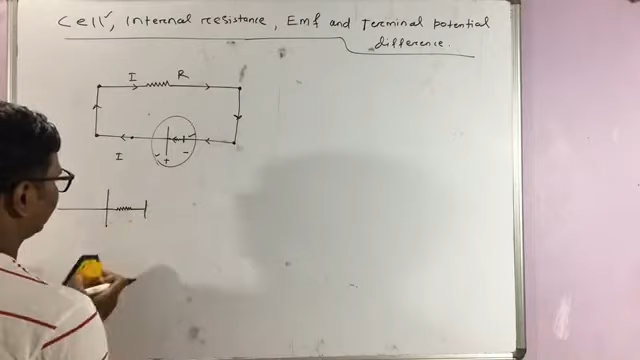 Cell, Internal resistance, Emf and Terminal potential
difference.
I R
I + -